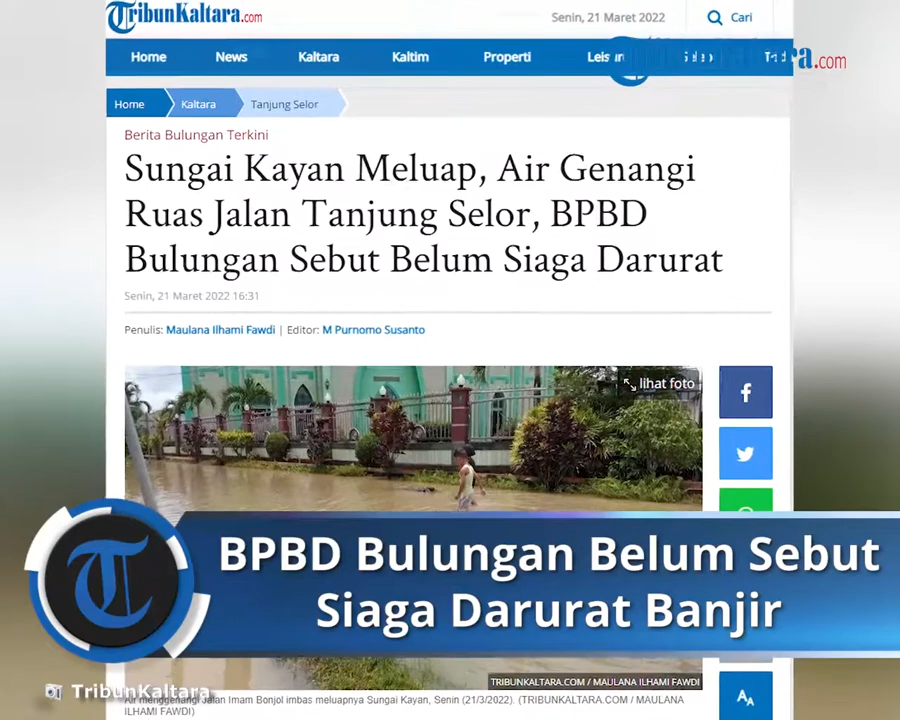 TribunKaltara.com
Senin, 21 Maret 2022
Cari
Home News Kaltara Kaltim Properti
.com
Home Kaltara Tanjung Selor
Berita Bulungan Terkini
Sungai Kayan Meluap, Air Genangi
Ruas Jalan Tanjung Selor, BPBD
Bulungan Sebut Belum Siaga Darurat
Senin, 21 Maret 2022 16:31
Penulis: Maulana Ilhami Fawdi | Editor: M Purnomo Susanto
lihat foto
f
BPBD Bulungan Belum Sebut
Siaga Darurat Banjir
T
TRIBUNKALTARA.COM / MAULANA ILHAMI FAWDI
TribunKaltara
Air menggenangi Jalan Imam Bonjol imbas meluapnya Sungai Kayan, Senin (21/3/2022). (TRIBUNKALTARA.COM / MAULANA
ILHAMI FAWDI)
AA